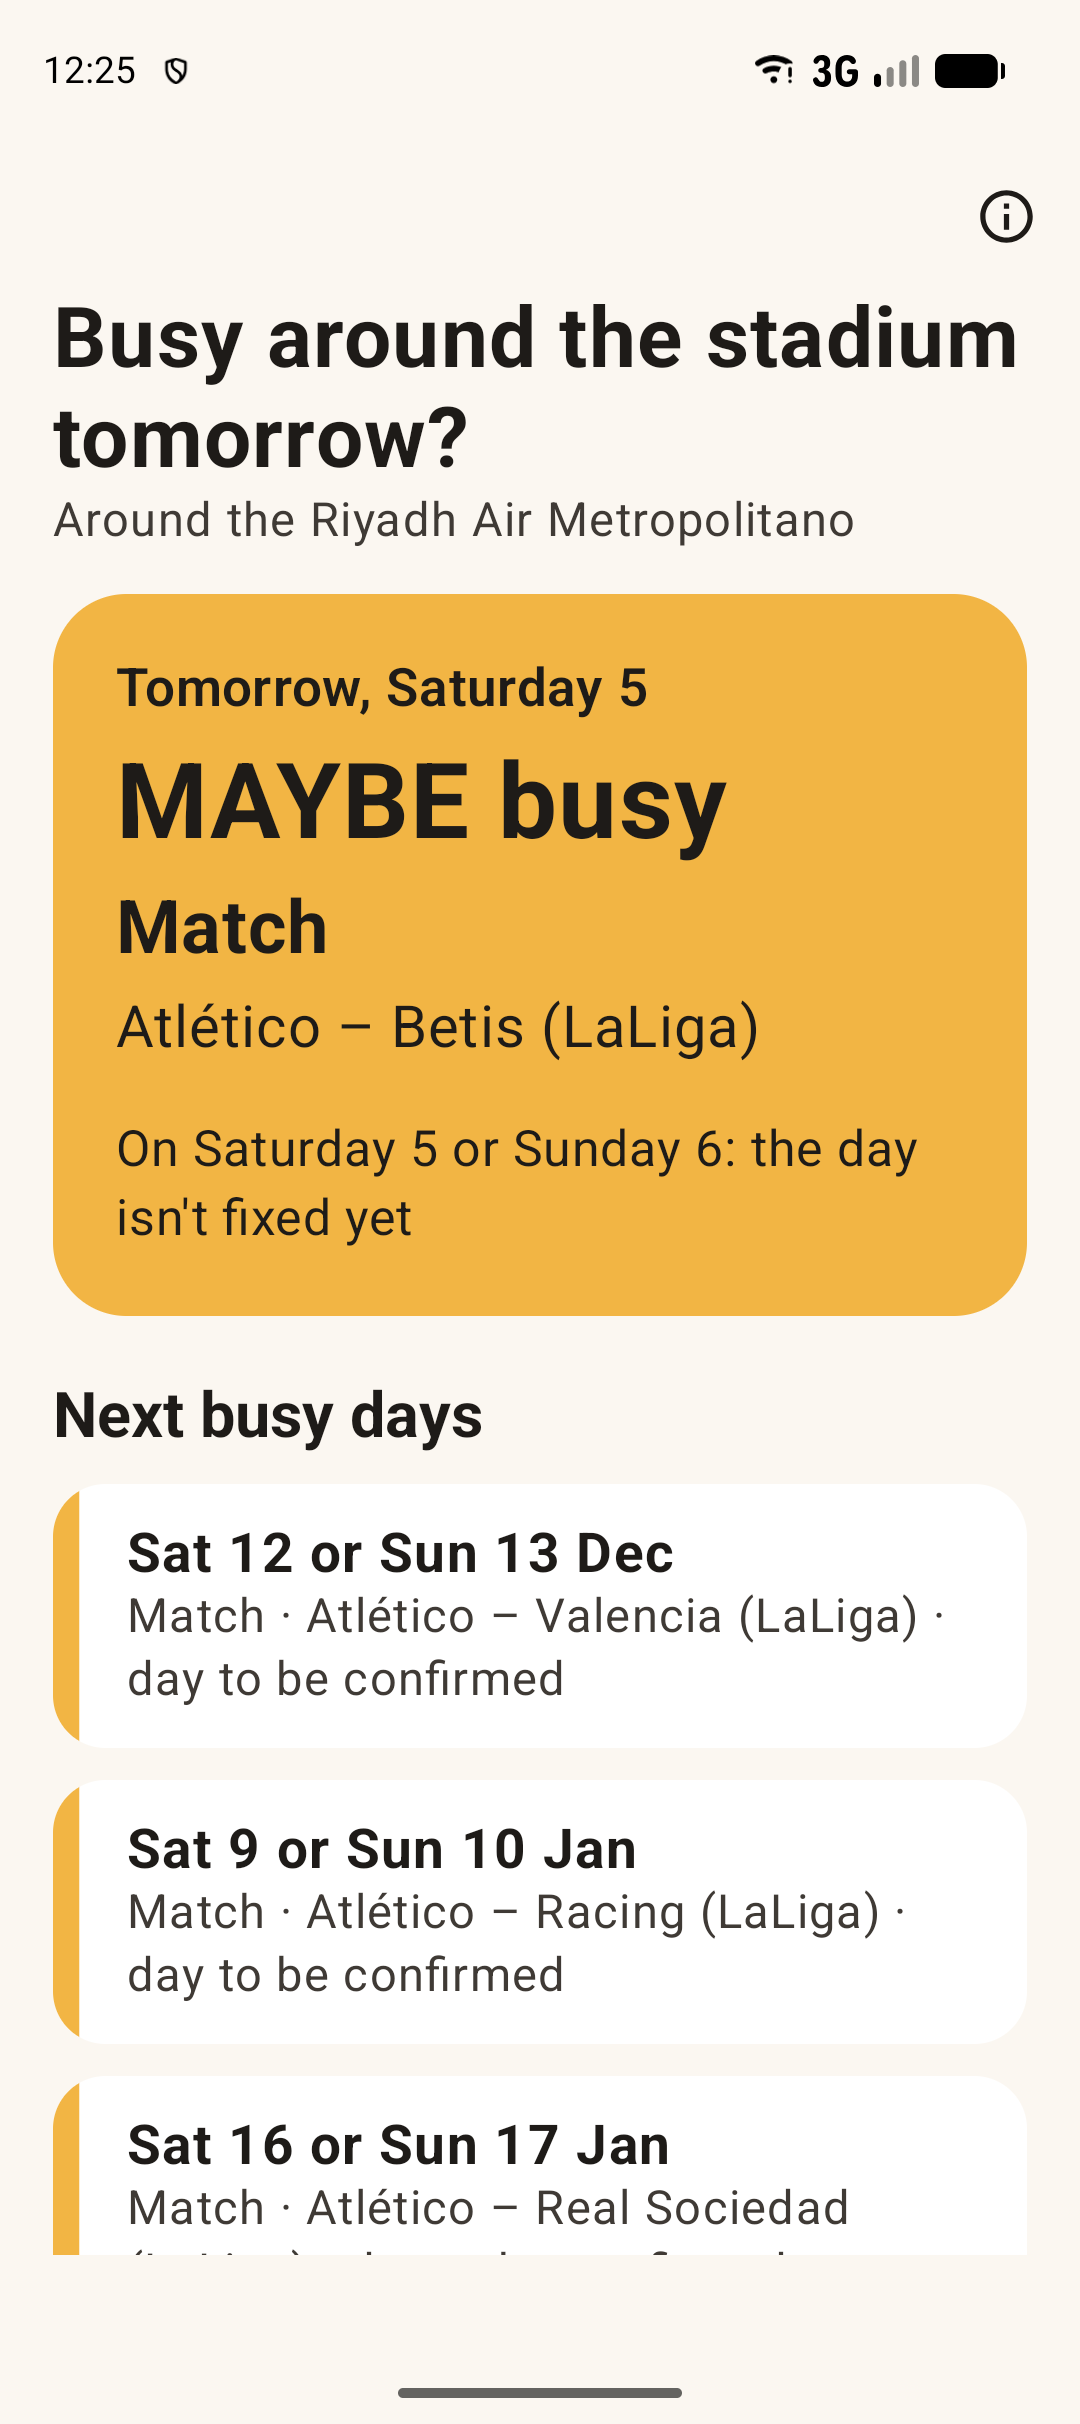 12:25
3G
Busy around the stadium
tomorrow?
Around the Riyadh Air Metropolitano
Tomorrow, Saturday 5
MAYBE busy
Match
Atlético – Betis (LaLiga)
On Saturday 5 or Sunday 6: the day
isn't fixed yet
Next busy days
Sat 12 or Sun 13 Dec
Match · Atlético – Valencia (LaLiga) ·
day to be confirmed
Sat 9 or Sun 10 Jan
Match · Atlético – Racing (LaLiga) ·
day to be confirmed
Sat 16 or Sun 17 Jan
Match · Atlético – Real Sociedad